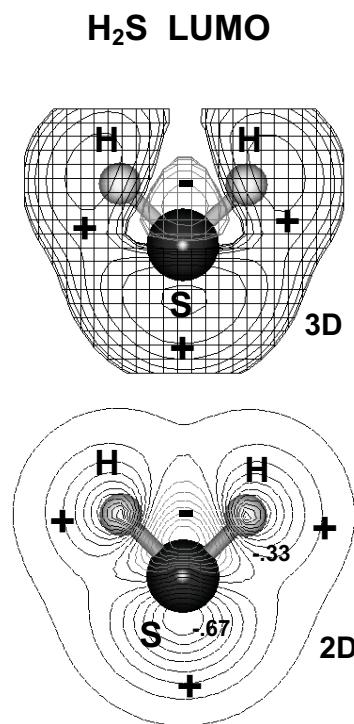 H₂S LUMO
H H
-
+ +
S
3D
+
H H
+ - +
-.33
S -.67
2D
+